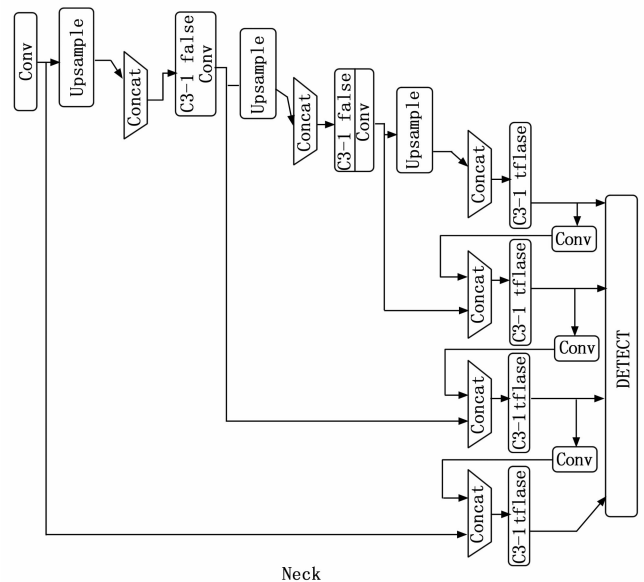 Conv
Upsample
Concat
C3-1 false
Conv
Upsample
Concat
C3-1 false
Conv
Upsample
Concat
C3-1 tflase
Conv
Concat
C3-1 tflase
Conv
Concat
C3-1tflase
Conv
Concat
C3-1tflase
DETECT
Neck